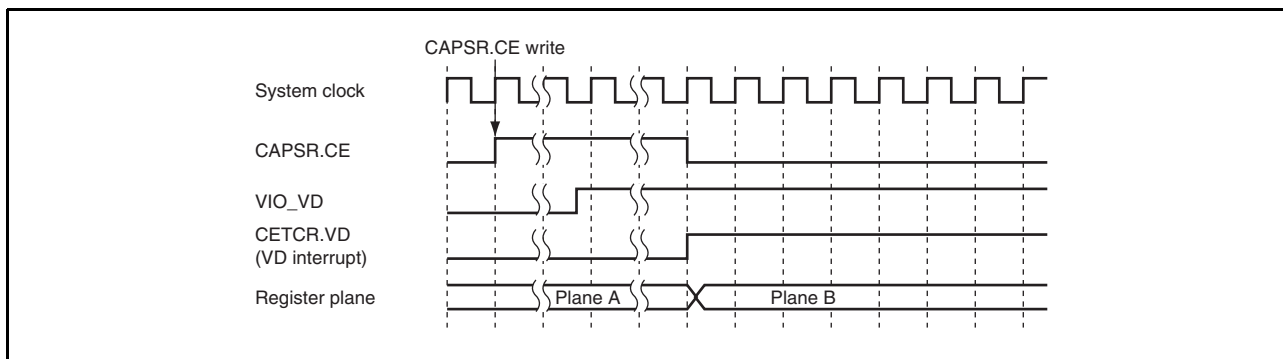 CAPSR.CE write
System clock
CAPSR.CE
VIO_VD
CETCR.VD
(VD interrupt)
Register plane
Plane A
Plane B